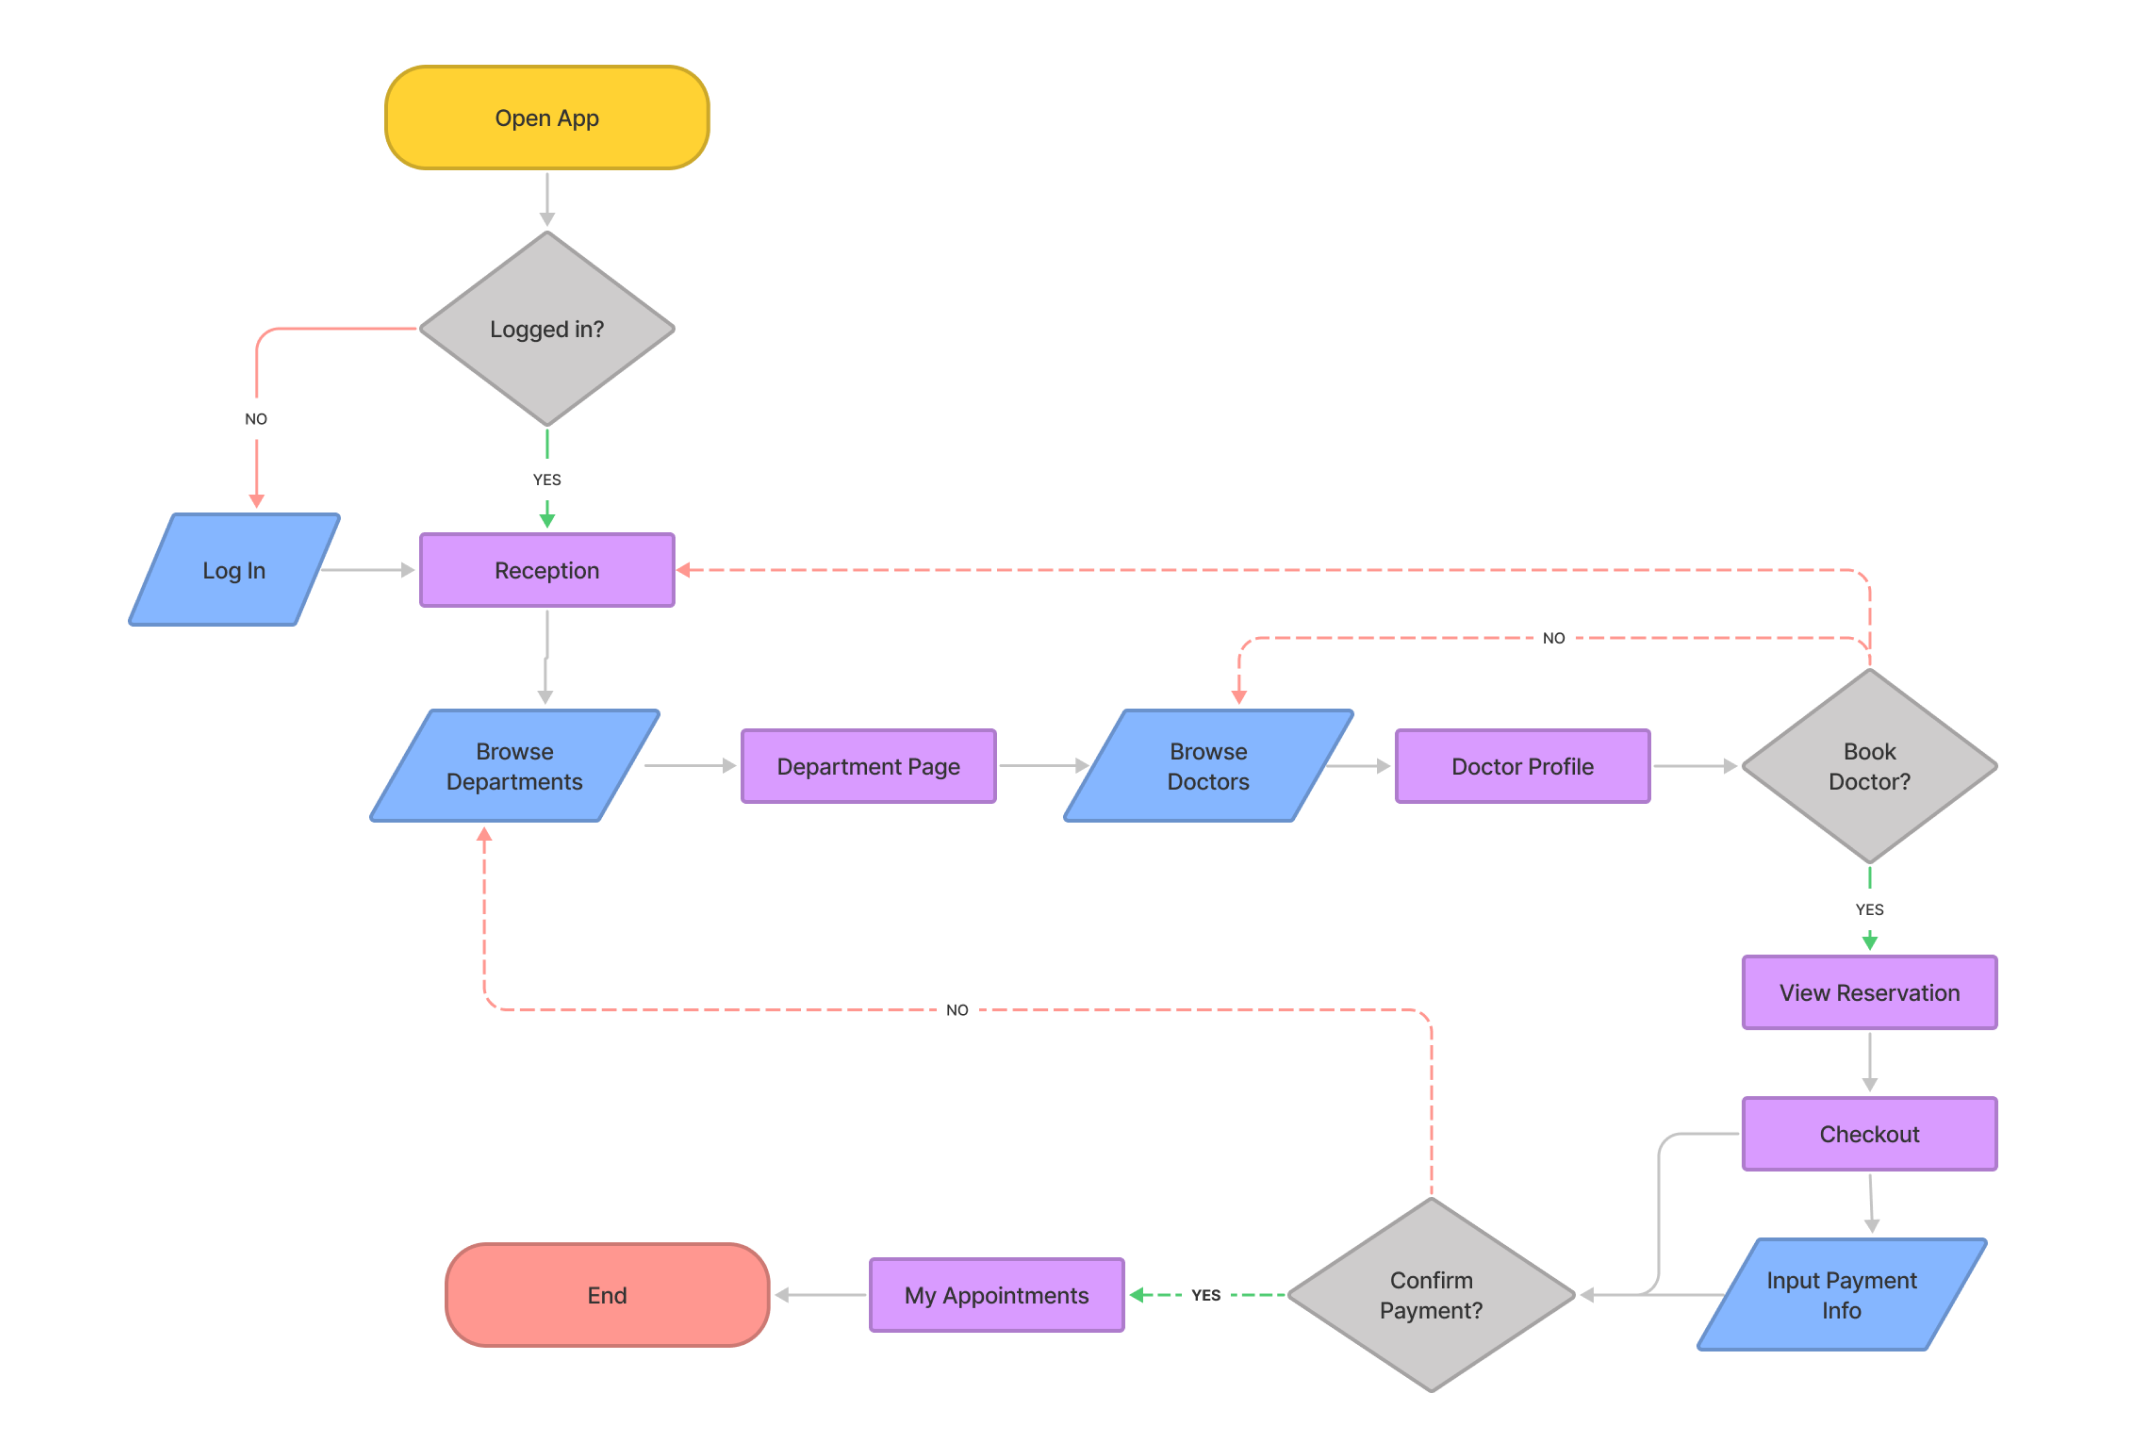 Open App
Logged in?
NO
YES
Log In
Reception
NO
Browse
Departments
Department Page
Browse
Doctors
Doctor Profile
Book
Doctor?
YES
View Reservation
NO
Checkout
Input Payment
Info
Confirm
Payment?
YES
My Appointments
End